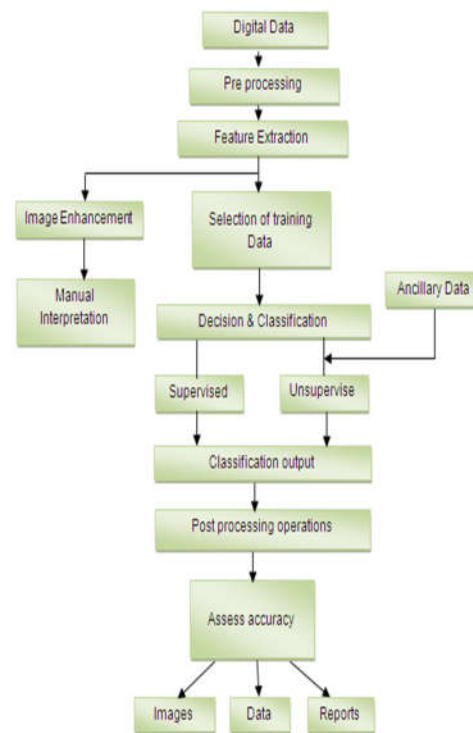 Digital Data
Pre processing
Feature Extraction
Image Enhancement
Selection of training
Data
Manual
Interpretation
Ancillary Data
Decision & Classification
Supervised
Unsupervise
Classification output
Post processing operations
Assess accuracy
Images
Data
Reports